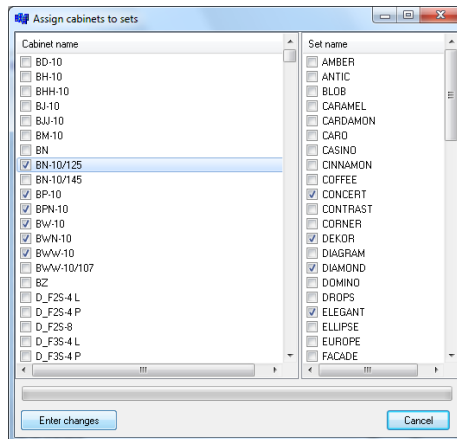 Assign cabinets to sets
Cabinet name
BD-10
BH-10
BHH-10
BJ-10
BJJ-10
BM-10
BN
BN-10/125
BN-10/145
BP-10
BPN-10
BW-10
BWN-10
BWW-10
BWW-10/107
BZ
D_F2S-4 L
D_F2S-4 P
D_F2S-8
D_F3S-4 L
D_F3S-4 P
Set name
AMBER
ANTIC
BLOB
CARAMEL
CARDAMON
CARO
CASINO
CINNAMON
COFFEE
CONCERT
CONTRAST
CORNER
DEKOR
DIAGRAM
DIAMOND
DOMINO
DROPS
ELEGANT
ELLIPSE
EUROPE
FACADE
Enter changes
Cancel